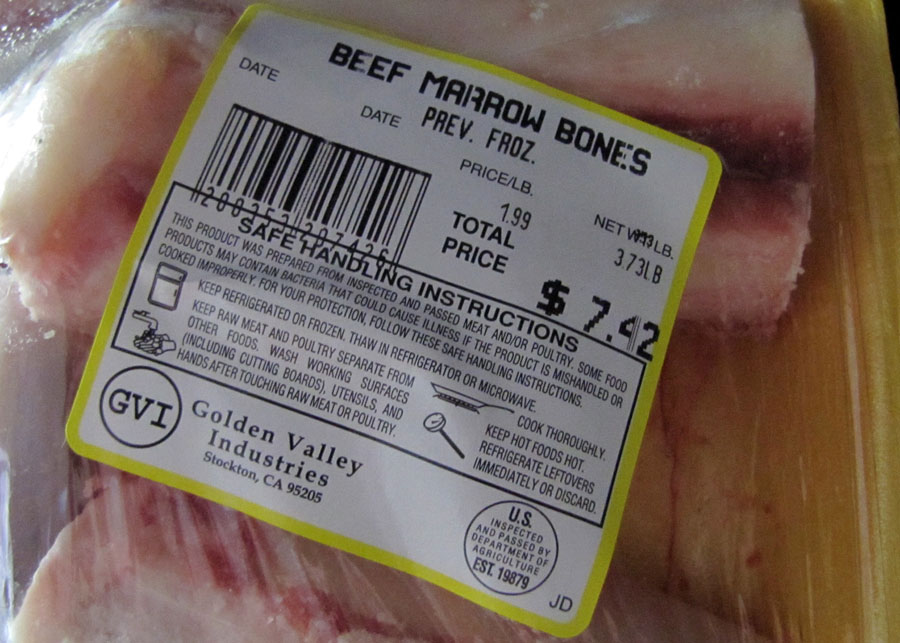 BEEF MARROW BONES
PREV. FROZ.
DATE
DATE
PRICE/LB.
1.99
NET LB.
3.73LB
TOTAL
PRICE
$ 7.42
SAFE HANDLING INSTRUCTIONS
THIS PRODUCT WAS PREPARED FROM INSPECTED AND PASSED MEAT AND/OR POULTRY. SOME FOOD
PRODUCTS MAY CONTAIN BACTERIA THAT COULD CAUSE ILLNESS IF THE PRODUCT IS MISHANDLED OR
COOKED IMPROPERLY. FOR YOUR PROTECTION, FOLLOW THESE SAFE HANDLING INSTRUCTIONS.
KEEP REFRIGERATED OR FROZEN. THAW IN REFRIGERATOR OR MICROWAVE.
KEEP RAW MEAT AND POULTRY SEPARATE FROM
OTHER FOODS. WASH WORKING SURFACES
(INCLUDING CUTTING BOARDS), UTENSILS, AND
HANDS AFTER TOUCHING RAW MEAT OR POULTRY.
COOK THOROUGHLY.
KEEP HOT FOODS HOT.
REFRIGERATE LEFTOVERS
IMMEDIATELY OR DISCARD.
GVI
Golden Valley
Industries
Stockton, CA 95205
U.S.
INSPECTED
AND PASSED BY
DEPARTMENT OF
AGRICULTURE
EST. 19879
JD